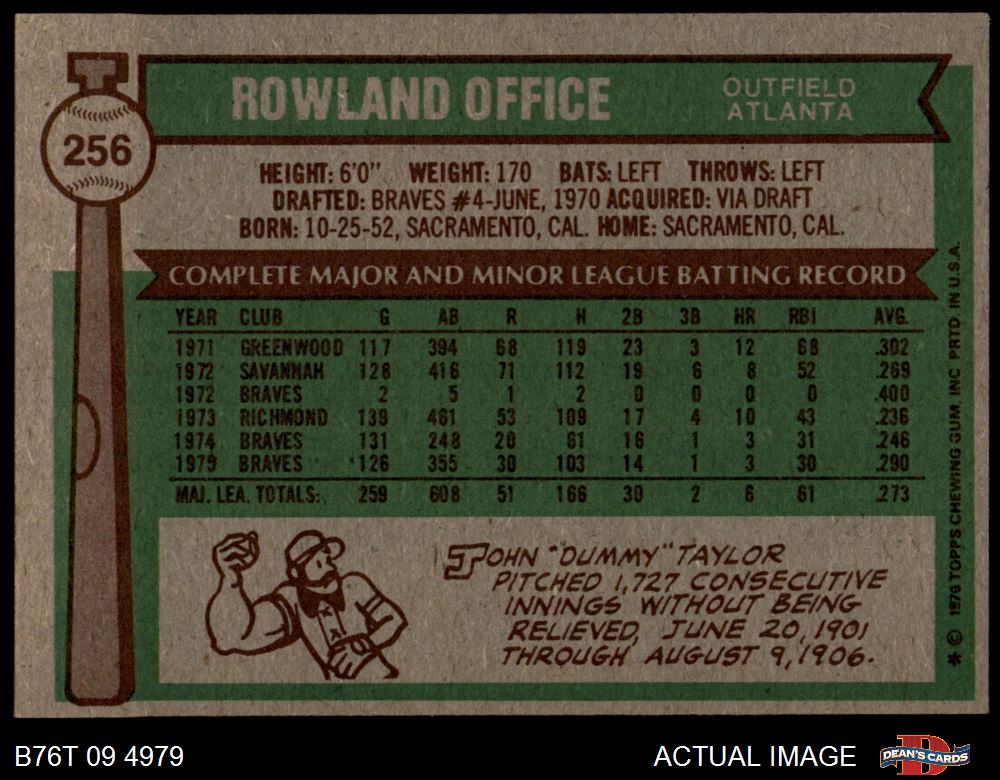 256
ROWLAND OFFICE
OUTFIELD
ATLANTA
HEIGHT: 6'0" WEIGHT: 170 BATS: LEFT THROWS: LEFT
DRAFTED: BRAVES #4-JUNE, 1970 ACQUIRED: VIA DRAFT
BORN: 10-25-52, SACRAMENTO, CAL. HOME: SACRAMENTO, CAL.
COMPLETE MAJOR AND MINOR LEAGUE BATTING RECORD
YEAR CLUB G AB R H 2B 3B HR RBI AVG.
1971 GREENWOOD 117 394 68 119 23 3 12 68 .302
1972 SAVANNAH 128 416 71 112 19 6 8 52 .269
1972 BRAVES 2 5 1 2 0 0 0 0 .400
1973 RICHMOND 139 461 53 109 17 4 10 43 .236
1974 BRAVES 131 248 20 61 16 1 3 31 .246
1975 BRAVES 126 355 30 103 14 1 3 30 .290
MAJ. LEA. TOTALS: 259 608 51 166 30 2 6 61 .273
JOHN "DUMMY" TAYLOR
PITCHED 1,727 CONSECUTIVE
INNINGS WITHOUT BEING
RELIEVED, JUNE 20, 1901
THROUGH AUGUST 9, 1906.
* © 1976 TOPPS CHEWING GUM, INC PRTD. IN U.S.A.
B76T 09 4979
ACTUAL IMAGE
D
DEAN'S CARDS